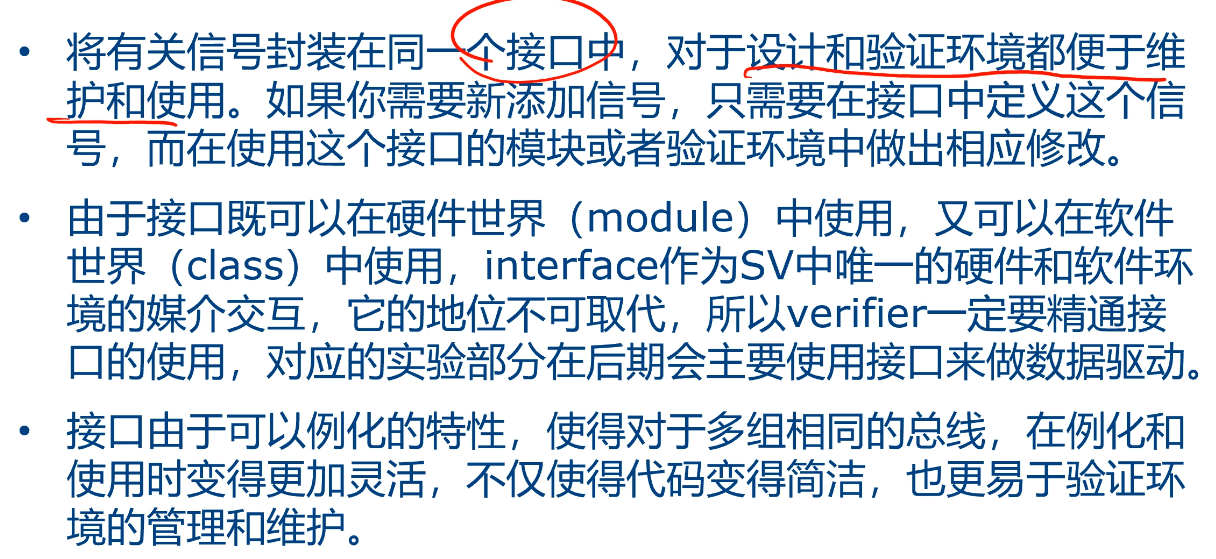 • 将有关信号封装在同一个接口中，对于设计和验证环境都便于维
护和使用。如果你需要新添加信号，只需要在接口中定义这个信
号，而在使用这个接口的模块或者验证环境中做出相应修改。
• 由于接口既可以在硬件世界（module）中使用，又可以在软件
世界（class）中使用，interface作为SV中唯一的硬件和软件环
境的媒介交互，它的地位不可取代，所以verifier一定要精通接
口的使用，对应的实验部分在后期会主要使用接口来做数据驱动。
• 接口由于可以例化的特性，使得对于多组相同的总线，在例化和
使用时变得更加灵活，不仅使得代码变得简洁，也更易于验证环
境的管理和维护。